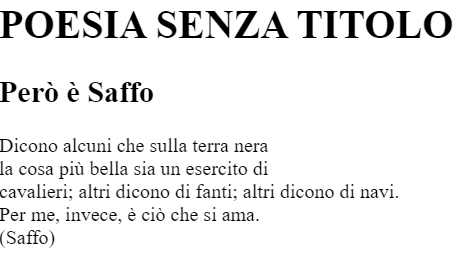 POESIA SENZA TITOLO
Però è Saffo
Dicono alcuni che sulla terra nera
la cosa più bella sia un esercito di
cavalieri; altri dicono di fanti; altri dicono di navi.
Per me, invece, è ciò che si ama.
(Saffo)